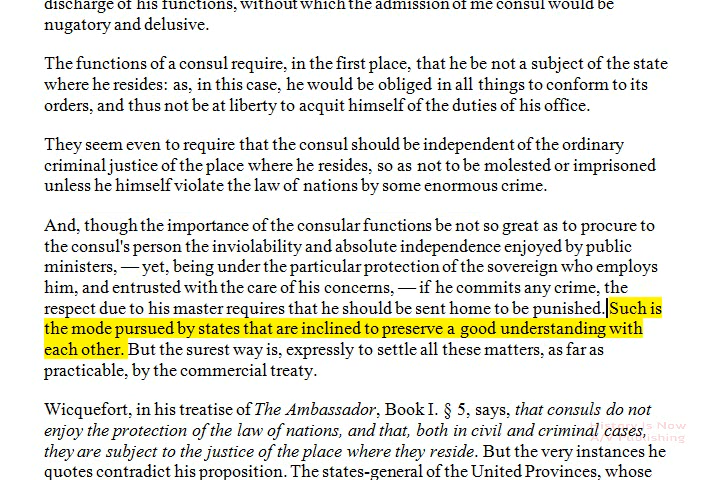 discharge of his functions, without which the admission of me consul would be
nugatory and delusive.
The functions of a consul require, in the first place, that he be not a subject of the state
where he resides: as, in this case, he would be obliged in all things to conform to its
orders, and thus not be at liberty to acquit himself of the duties of his office.
They seem even to require that the consul should be independent of the ordinary
criminal justice of the place where he resides, so as not to be molested or imprisoned
unless he himself violate the law of nations by some enormous crime.
And, though the importance of the consular functions be not so great as to procure to
the consul's person the inviolability and absolute independence enjoyed by public
ministers, — yet, being under the particular protection of the sovereign who employs
him, and entrusted with the care of his concerns, — if he commits any crime, the
respect due to his master requires that he should be sent home to be punished. Such is
the mode pursued by states that are inclined to preserve a good understanding with
each other. But the surest way is, expressly to settle all these matters, as far as
practicable, by the commercial treaty.
Wicquefort, in his treatise of The Ambassador, Book I. § 5, says, that consuls do not
enjoy the protection of the law of nations, and that, both in civil and criminal cases,
they are subject to the justice of the place where they reside. But the very instances he
quotes contradict his proposition. The states-general of the United Provinces, whose
History Is Now
A/V Publishing